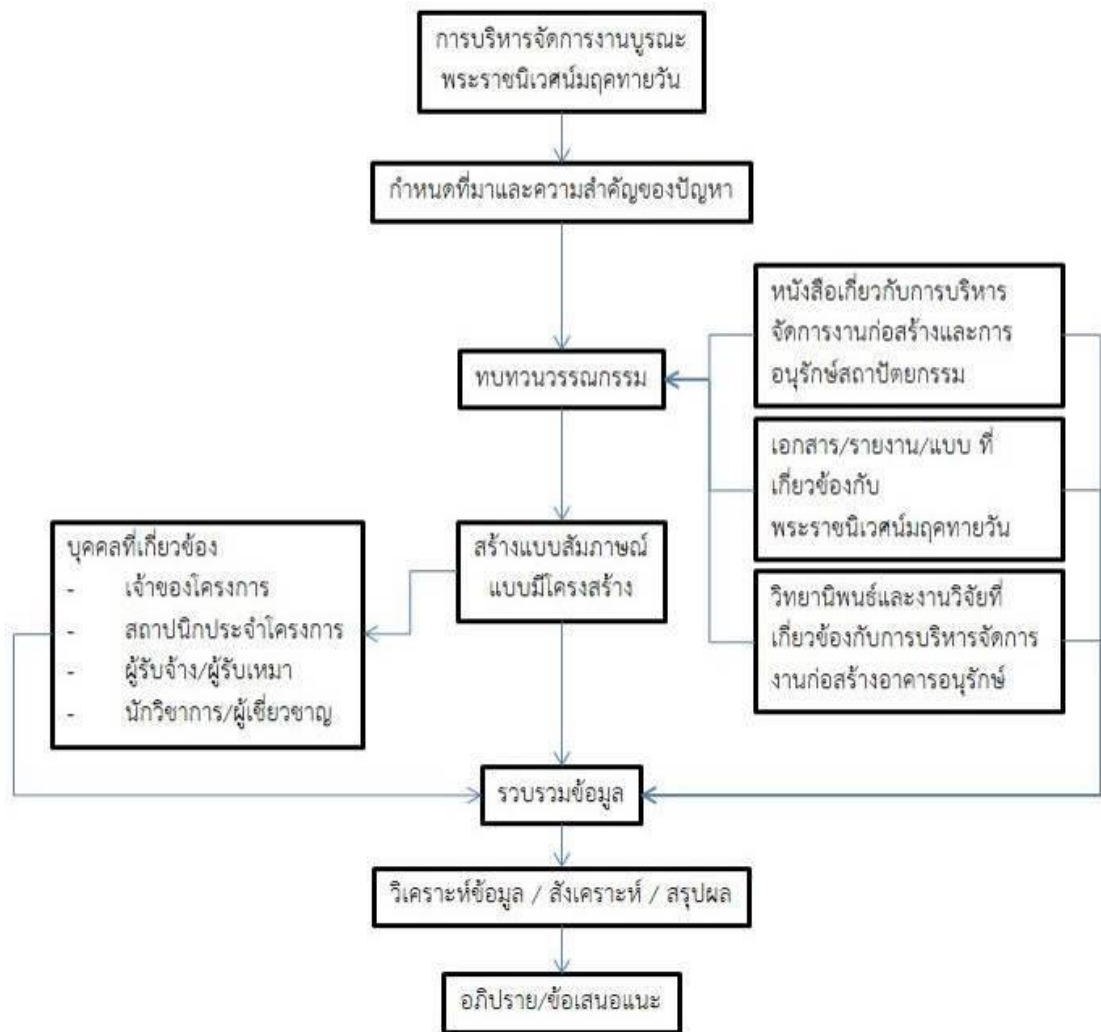 การบริหารจัดการงานบูรณะ
พระราชนิเวศน์มฤคทายวัน
กำหนดที่มาและความสำคัญของปัญหา
หนังสือเกี่ยวกับการบริหาร
จัดการงานก่อสร้างและการ
อนุรักษ์สถาปัตยกรรม
ทบทวนวรรณกรรม
เอกสาร/รายงาน/แบบ ที่
เกี่ยวข้องกับ
พระราชนิเวศน์มฤคทายวัน
สร้างแบบสัมภาษณ์
แบบมีโครงสร้าง
บุคคลที่เกี่ยวข้อง
- เจ้าของโครงการ
- สถาปนิกประจำโครงการ
- ผู้รับจ้าง/ผู้รับเหมา
- นักวิชาการ/ผู้เชี่ยวชาญ
วิทยานิพนธ์และงานวิจัยที่
เกี่ยวข้องกับการบริหารจัดการ
งานก่อสร้างอาคารอนุรักษ์
รวบรวมข้อมูล
วิเคราะห์ข้อมูล / สังเคราะห์ / สรุปผล
อภิปราย/ข้อเสนอแนะ